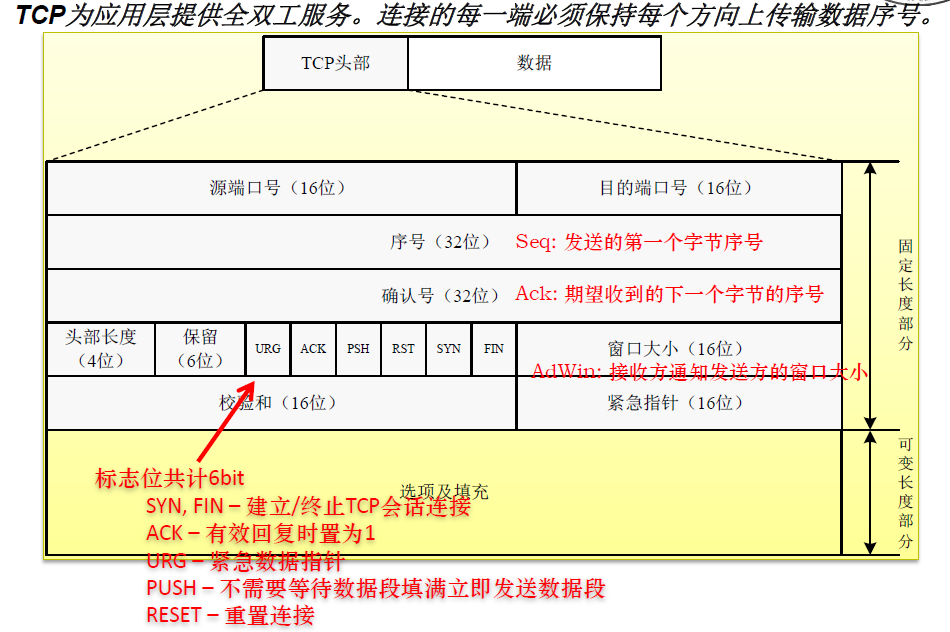 TCP为应用层提供全双工服务。连接的每一端必须保持每个方向上传输数据序号。
TCP头部
数据
源端口号（16位）
目的端口号（16位）
序号（32位）
Seq: 发送的第一个字节序号
确认号（32位）
Ack: 期望收到的下一个字节的序号
头部长度
（4位）
保留
（6位）
URG
ACK
PSH
RST
SYN
FIN
窗口大小（16位）
AdWin: 接收方通知发送方的窗口大小
校验和（16位）
紧急指针（16位）
固定长度部分
标志位共计6bit
选项及填充
SYN, FIN – 建立/终止TCP会话连接
ACK – 有效回复时置为1
URG – 紧急数据指针
PUSH – 不需要等待数据段填满立即发送数据段
RESET – 重置连接
可变长度部分